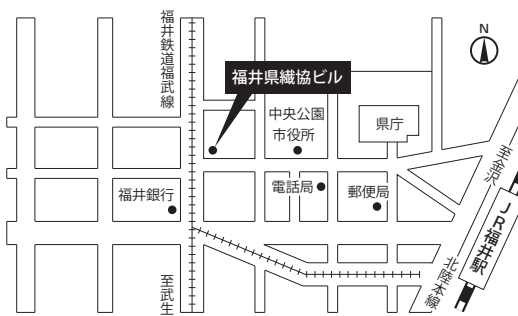 福井鉄道福武線
N
福井県繊協ビル
中央公園
市役所
県庁
至金沢
福井銀行
電話局
郵便局
JR福井駅
北陸本線
至武生